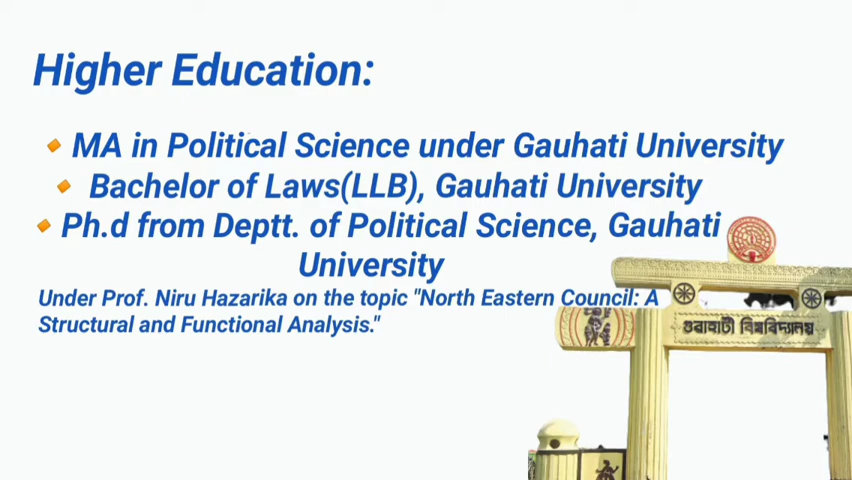 Higher Education:
🔸MA in Political Science under Gauhati University
🔸Bachelor of Laws(LLB), Gauhati University
🔸Ph.d from Deptt. of Political Science, Gauhati
University
Under Prof. Niru Hazarika on the topic "North Eastern Council: A
Structural and Functional Analysis."
গুৱাহাটী বিশ্ববিদ্যালয়